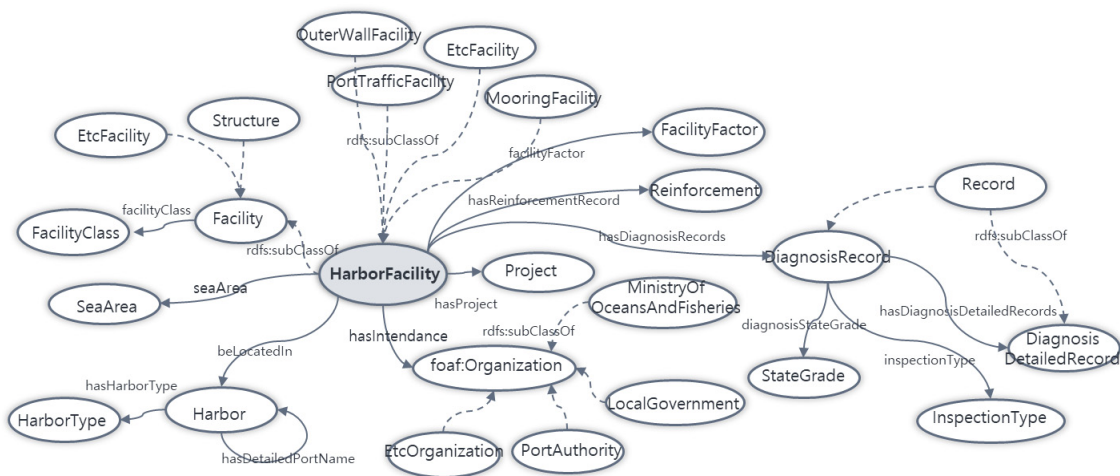 OuterWallFacility
EtcFacility
PortTrafficFacility
MooringFacility
Structure
EtcFacility
rdfs:subClassOf
facilityFactor
FacilityFactor
hasReinforcementRecord
Reinforcement
Record
facilityClass
Facility
FacilityClass
rdfs:subClassOf
hasDiagnosisRecords
rdfs:subClassOf
DiagnosisRecord
HarborFacility
Project
seaArea
SeaArea
hasProject
MinistryOf
OceansAndFisheries
hasDiagnosisDetailedRecords
diagnosisStateGrade
rdfs:subClassOf
hasIntendance
beLocatedIn
Diagnosis
DetailedRecord
inspectionType
foaf:Organization
StateGrade
hasHarborType
LocalGovernment
HarborType
Harbor
InspectionType
EtcOrganization
PortAuthority
hasDetailedPortName